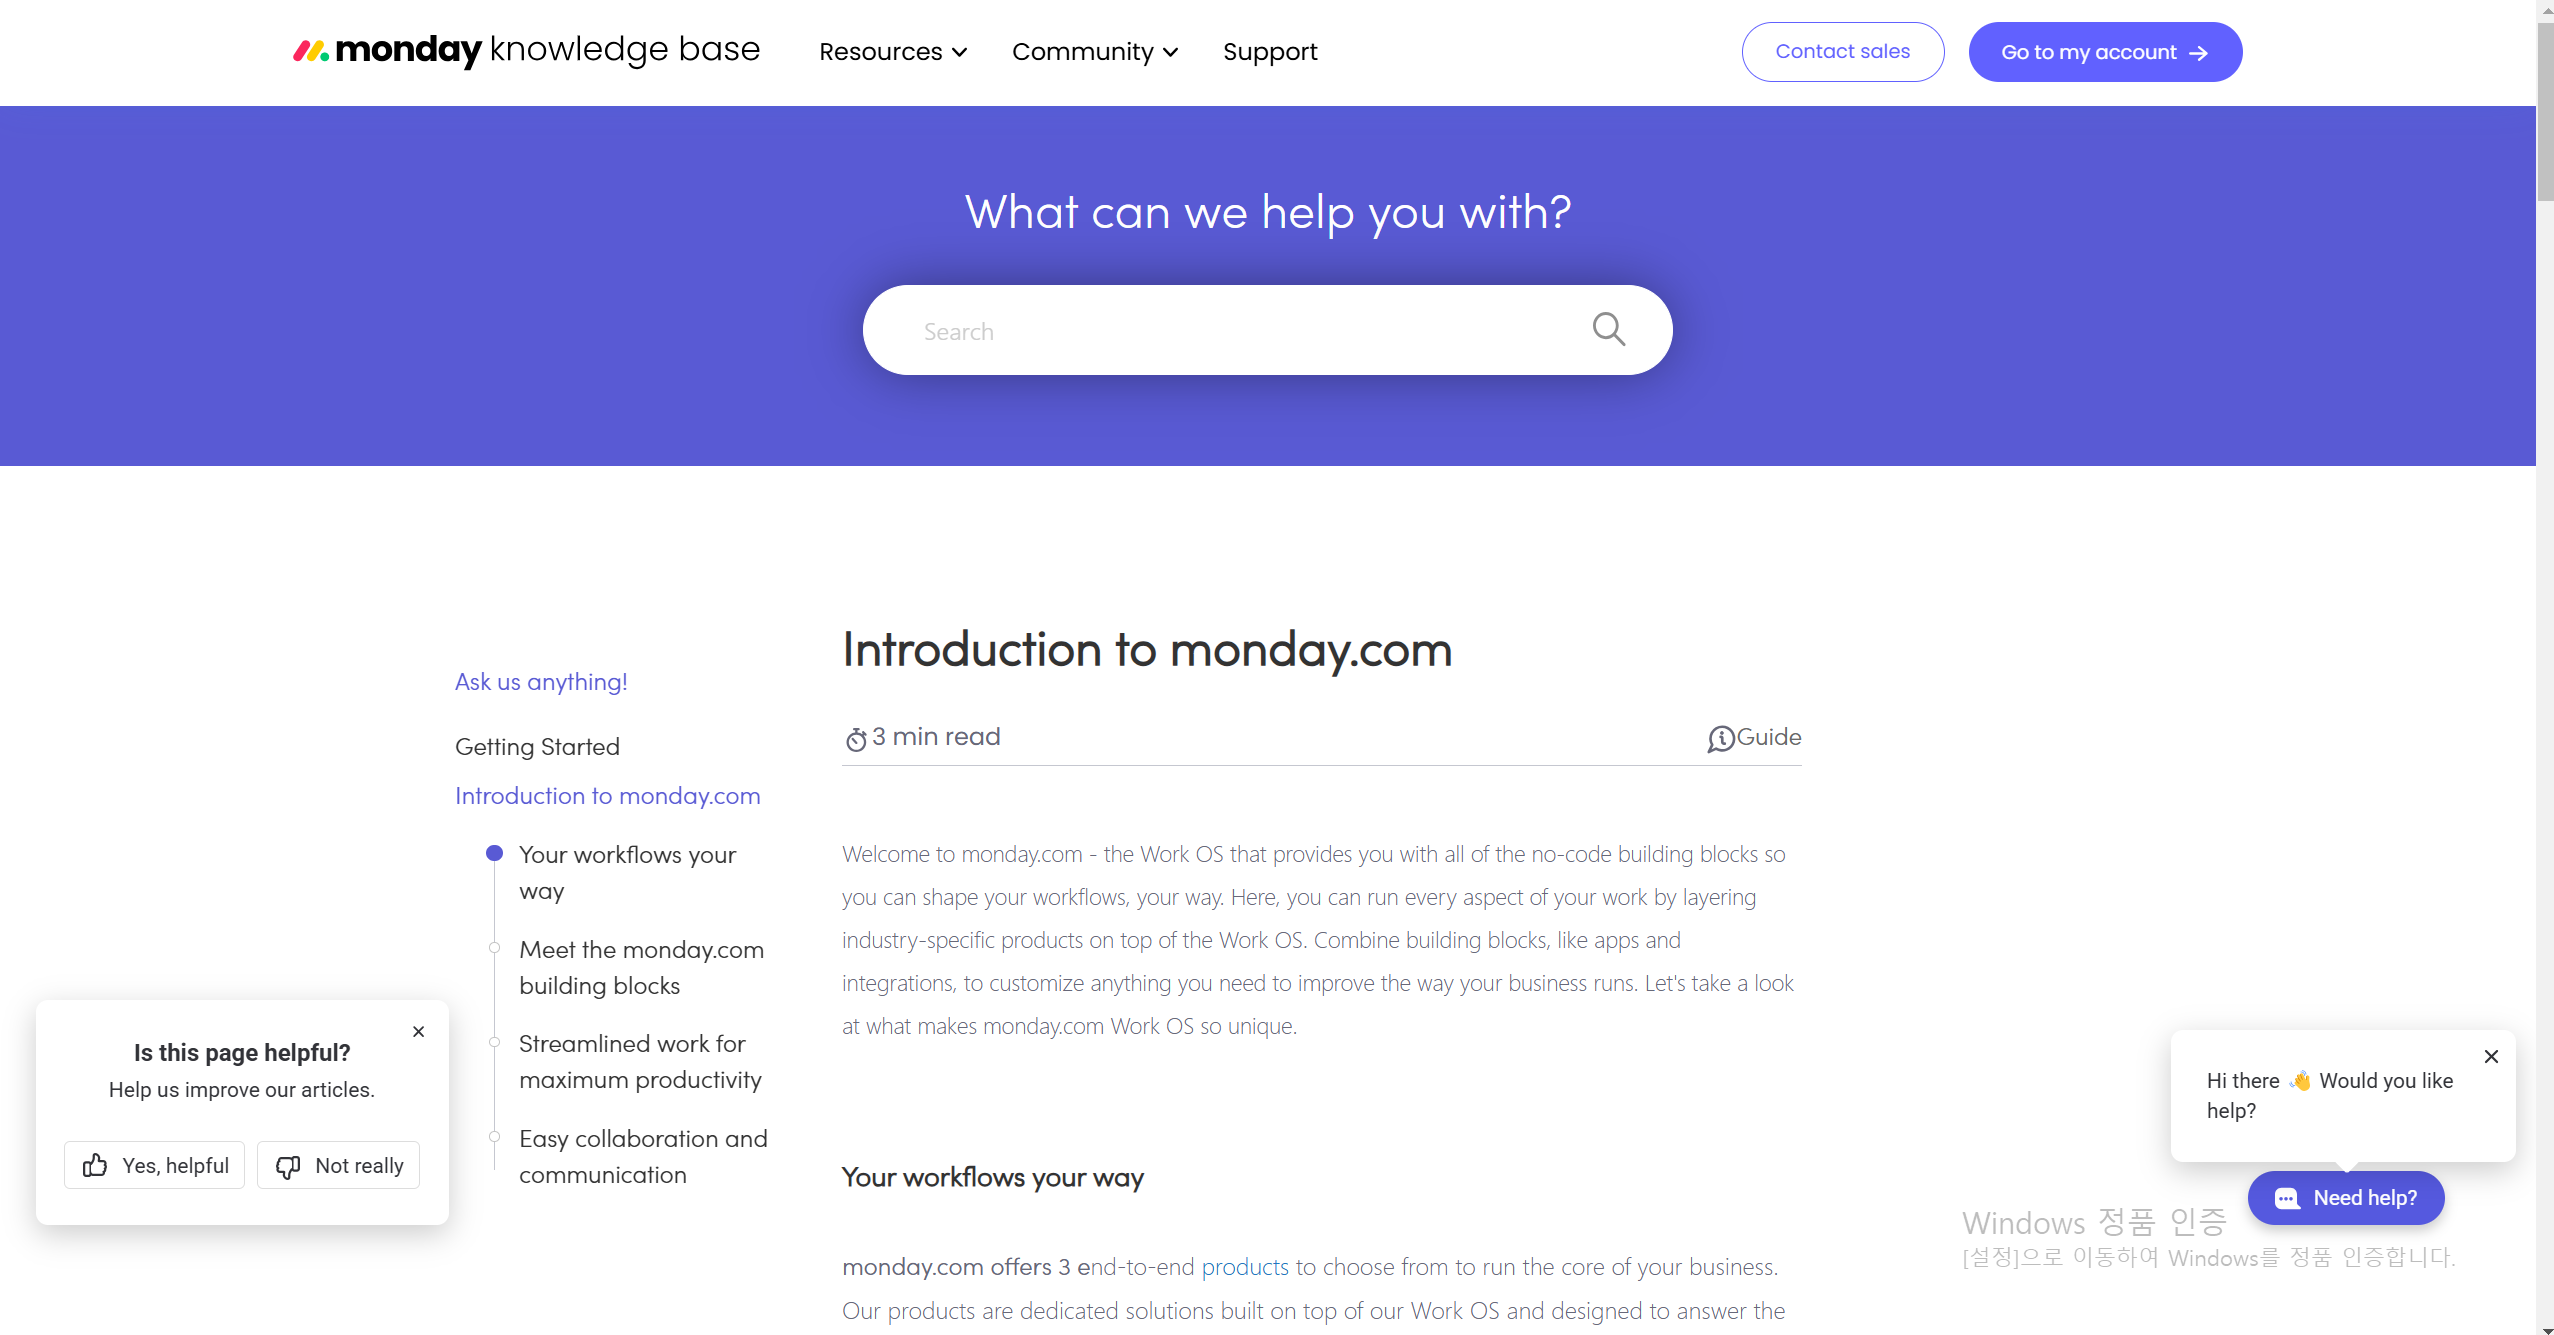 monday knowledge base
Resources
Community
Support
Contact sales
Go to my account
What can we help you with?
Search
Ask us anything!
Getting Started
Introduction to monday.com
Your workflows your
way
Meet the monday.com
building blocks
Streamlined work for
maximum productivity
Easy collaboration and
communication
Introduction to monday.com
3 min read
Guide
Welcome to monday.com - the Work OS that provides you with all of the no-code building blocks so
you can shape your workflows, your way. Here, you can run every aspect of your work by layering
industry-specific products on top of the Work OS. Combine building blocks, like apps and
integrations, to customize anything you need to improve the way your business runs. Let's take a look
at what makes monday.com Work OS so unique.
Your workflows your way
monday.com offers 3 end-to-end products to choose from to run the core of your business.
Our products are dedicated solutions built on top of our Work OS and designed to answer the
Is this page helpful?
Help us improve our articles.
Yes, helpful
Not really
Hi there 👋 Would you like
help?
Need help?
Windows 정품 인증
[설정]으로 이동하여 Windows를 정품 인증합니다.